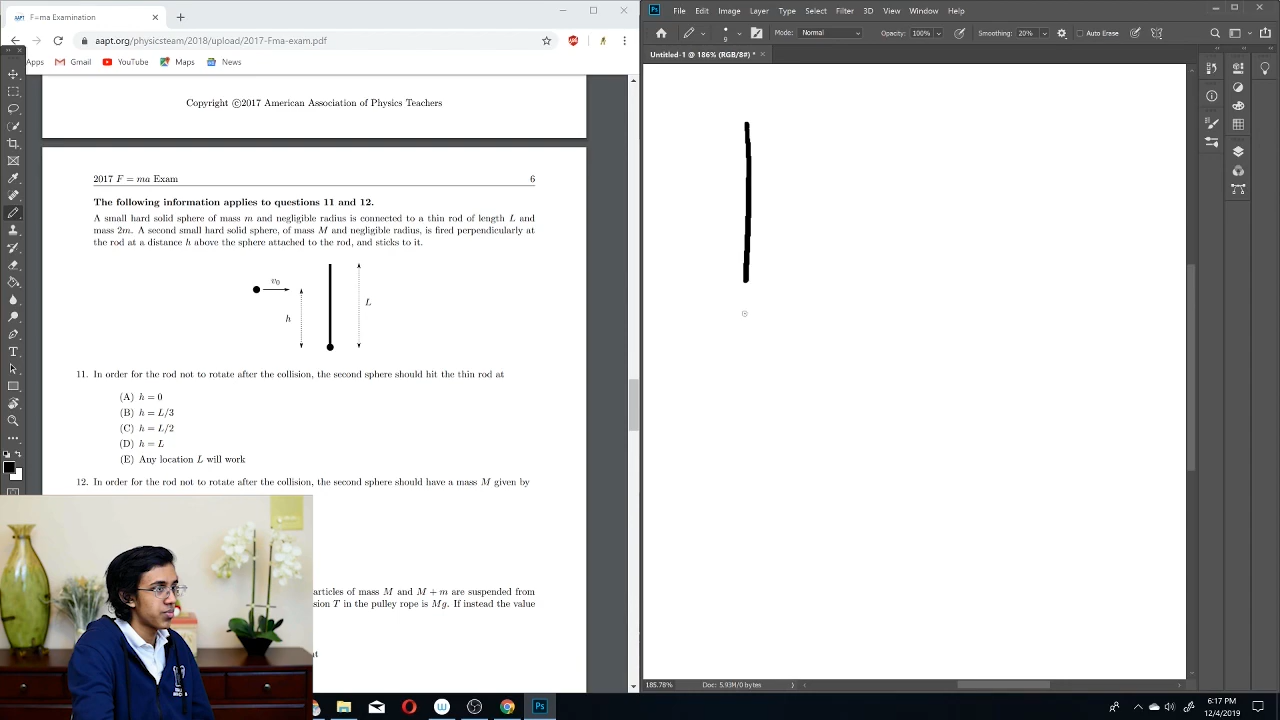 F=ma Examination
aapt.org/physicsteam/2018/upload/2017-Fma-exam.pdf
Apps Gmail YouTube Maps News
Copyright ©2017 American Association of Physics Teachers
2017 F = ma Exam 6
The following information applies to questions 11 and 12.
A small hard solid sphere of mass m and negligible radius is connected to a thin rod of length L and
mass 2m. A second small hard solid sphere, of mass M and negligible radius, is fired perpendicularly at
the rod at a distance h above the sphere attached to the rod, and sticks to it.
v0
L
h
11. In order for the rod not to rotate after the collision, the second sphere should hit the thin rod at
(A) h = 0
(B) h = L/3
(C) h = L/2
(D) h = L
(E) Any location L will work
12. In order for the rod not to rotate after the collision, the second sphere should have a mass M given by
articles of mass M and M + m are suspended from
sion T in the pulley rope is Mg. If instead the value
nt
File Edit Image Layer Type Select Filter 3D View Window Help
9 Mode: Normal Opacity: 100% Smoothing: 20% Auto Erase
Untitled-1 @ 186% (RGB/8#) *
185.78% Doc: 5.93M/0 bytes
6:17 PM
12/4/2019